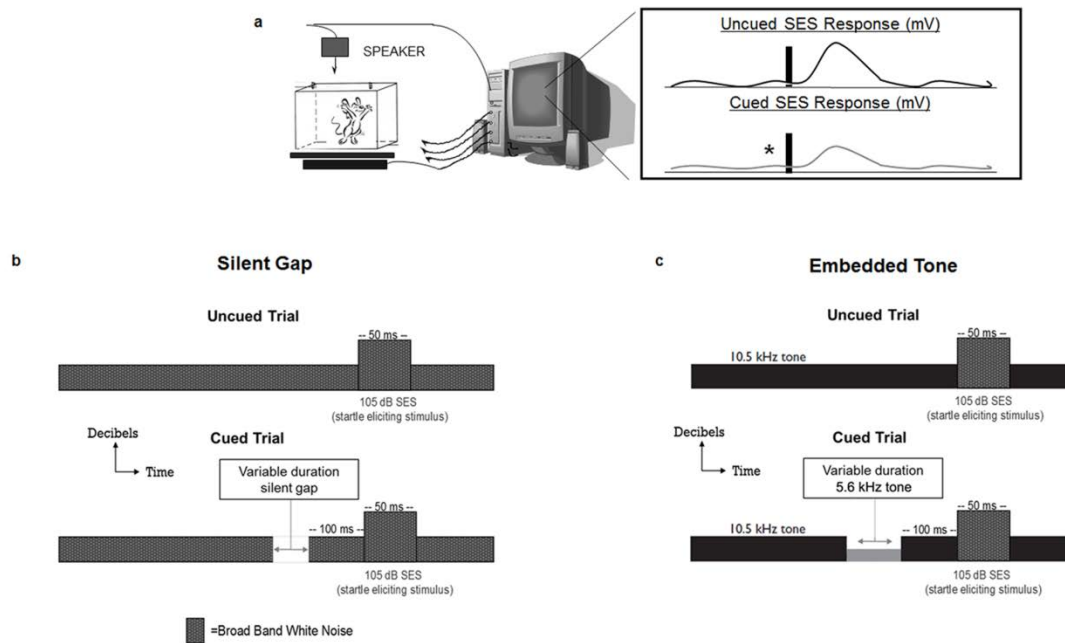 a
SPEAKER
Uncued SES Response (mV)
Cued SES Response (mV)
*
b
Silent Gap
Uncued Trial
-- 50 ms --
105 dB SES
(startle eliciting stimulus)
Decibels
Time
Cued Trial
Variable duration
silent gap
-- 100 ms --
-- 50 ms --
105 dB SES
(startle eliciting stimulus)
=Broad Band White Noise
c
Embedded Tone
Uncued Trial
-- 50 ms --
10.5 kHz tone
105 dB SES
(startle eliciting stimulus)
Decibels
Time
Cued Trial
Variable duration
5.6 kHz tone
-- 50 ms --
10.5 kHz tone
-- 100 ms --
105 dB SES
(startle eliciting stimulus)